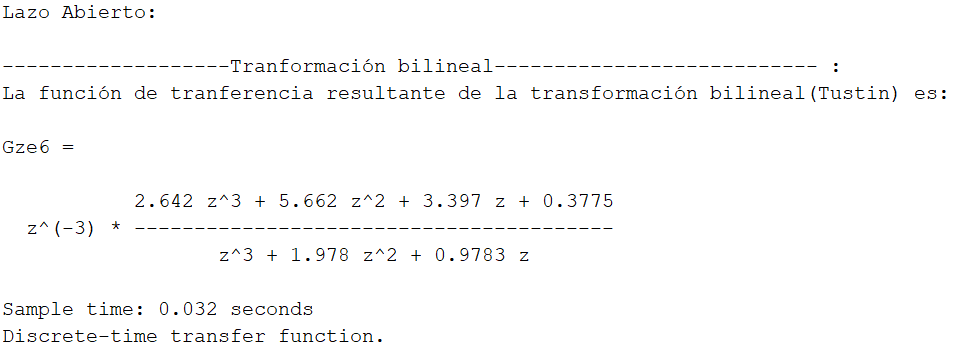 Lazo Abierto:
-------------------Tranformación bilineal--------------------------- :
La función de tranferencia resultante de la transformación bilineal(Tustin) es:
Gze6 =
2.642 z^3 + 5.662 z^2 + 3.397 z + 0.3775
z^(-3) * ----------------------------------------
z^3 + 1.978 z^2 + 0.9783 z
Sample time: 0.032 seconds
Discrete-time transfer function.